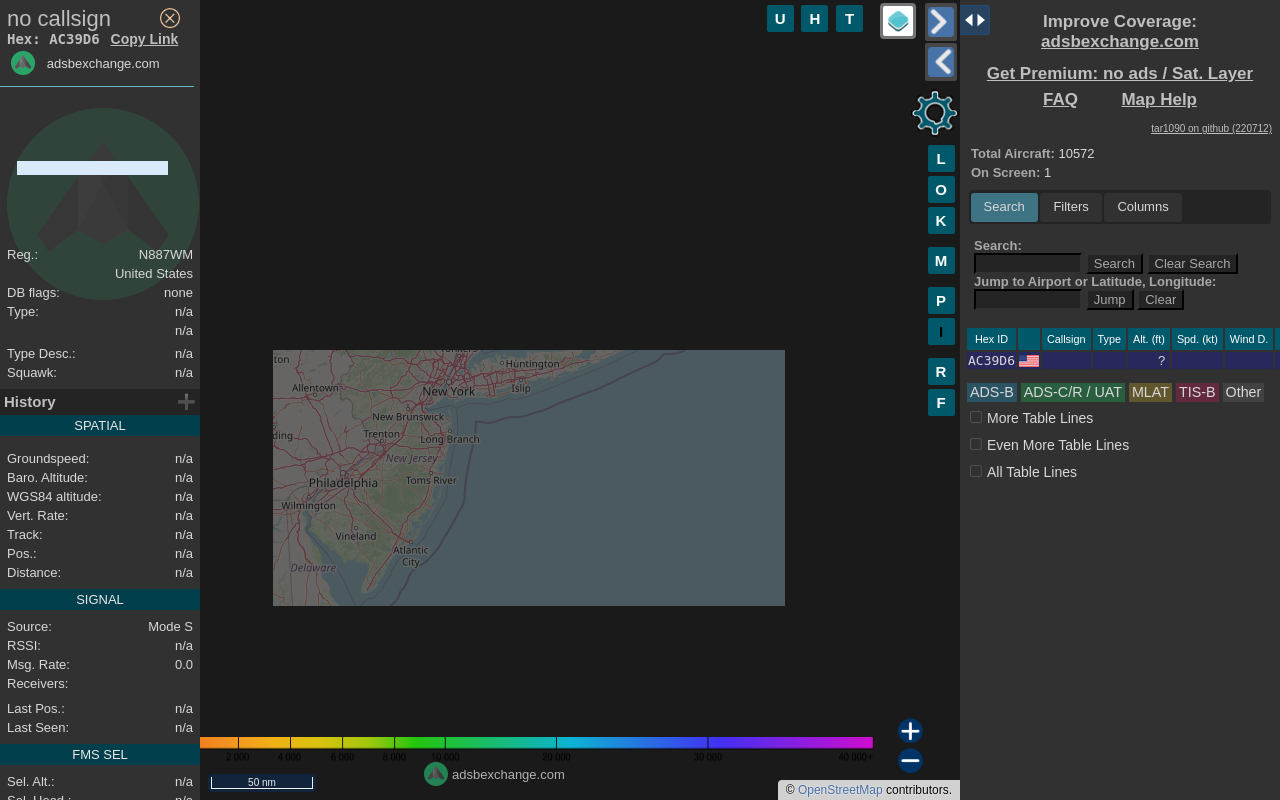 no callsign
Hex: AC39D6 Copy Link
adsbexchange.com
Reg.: N887WM
United States
DB flags: none
Type: n/a
n/a
Type Desc.: n/a
Squawk: n/a
History
SPATIAL
Groundspeed: n/a
Baro. Altitude: n/a
WGS84 altitude: n/a
Vert. Rate: n/a
Track: n/a
Pos.: n/a
Distance: n/a
SIGNAL
Source: Mode S
RSSI: n/a
Msg. Rate: 0.0
Receivers:
Last Pos.: n/a
Last Seen: n/a
FMS SEL
Sel. Alt.: n/a
Sel. Head.: n/a
U H T
L
O
K
M
P
I
R
F
Huntington
Allentown
New York
Islip
New Brunswick
Trenton
Long Branch
New Jersey
Philadelphia
Toms River
Wilmington
Vineland
Atlantic
City
Delaware
2 000 4 000 6 000 8 000 10 000 20 000 30 000 40 000+
adsbexchange.com
50 nm
© OpenStreetMap contributors.
Improve Coverage:
adsbexchange.com
Get Premium: no ads / Sat. Layer
FAQ Map Help
tar1090 on github (220712)
Total Aircraft: 10572
On Screen: 1
Search Filters Columns
Search:
Search Clear Search
Jump to Airport or Latitude, Longitude:
Jump Clear
Hex ID Callsign Type Alt. (ft) Spd. (kt) Wind D.
AC39D6 ?
ADS-B ADS-C/R / UAT MLAT TIS-B Other
More Table Lines
Even More Table Lines
All Table Lines